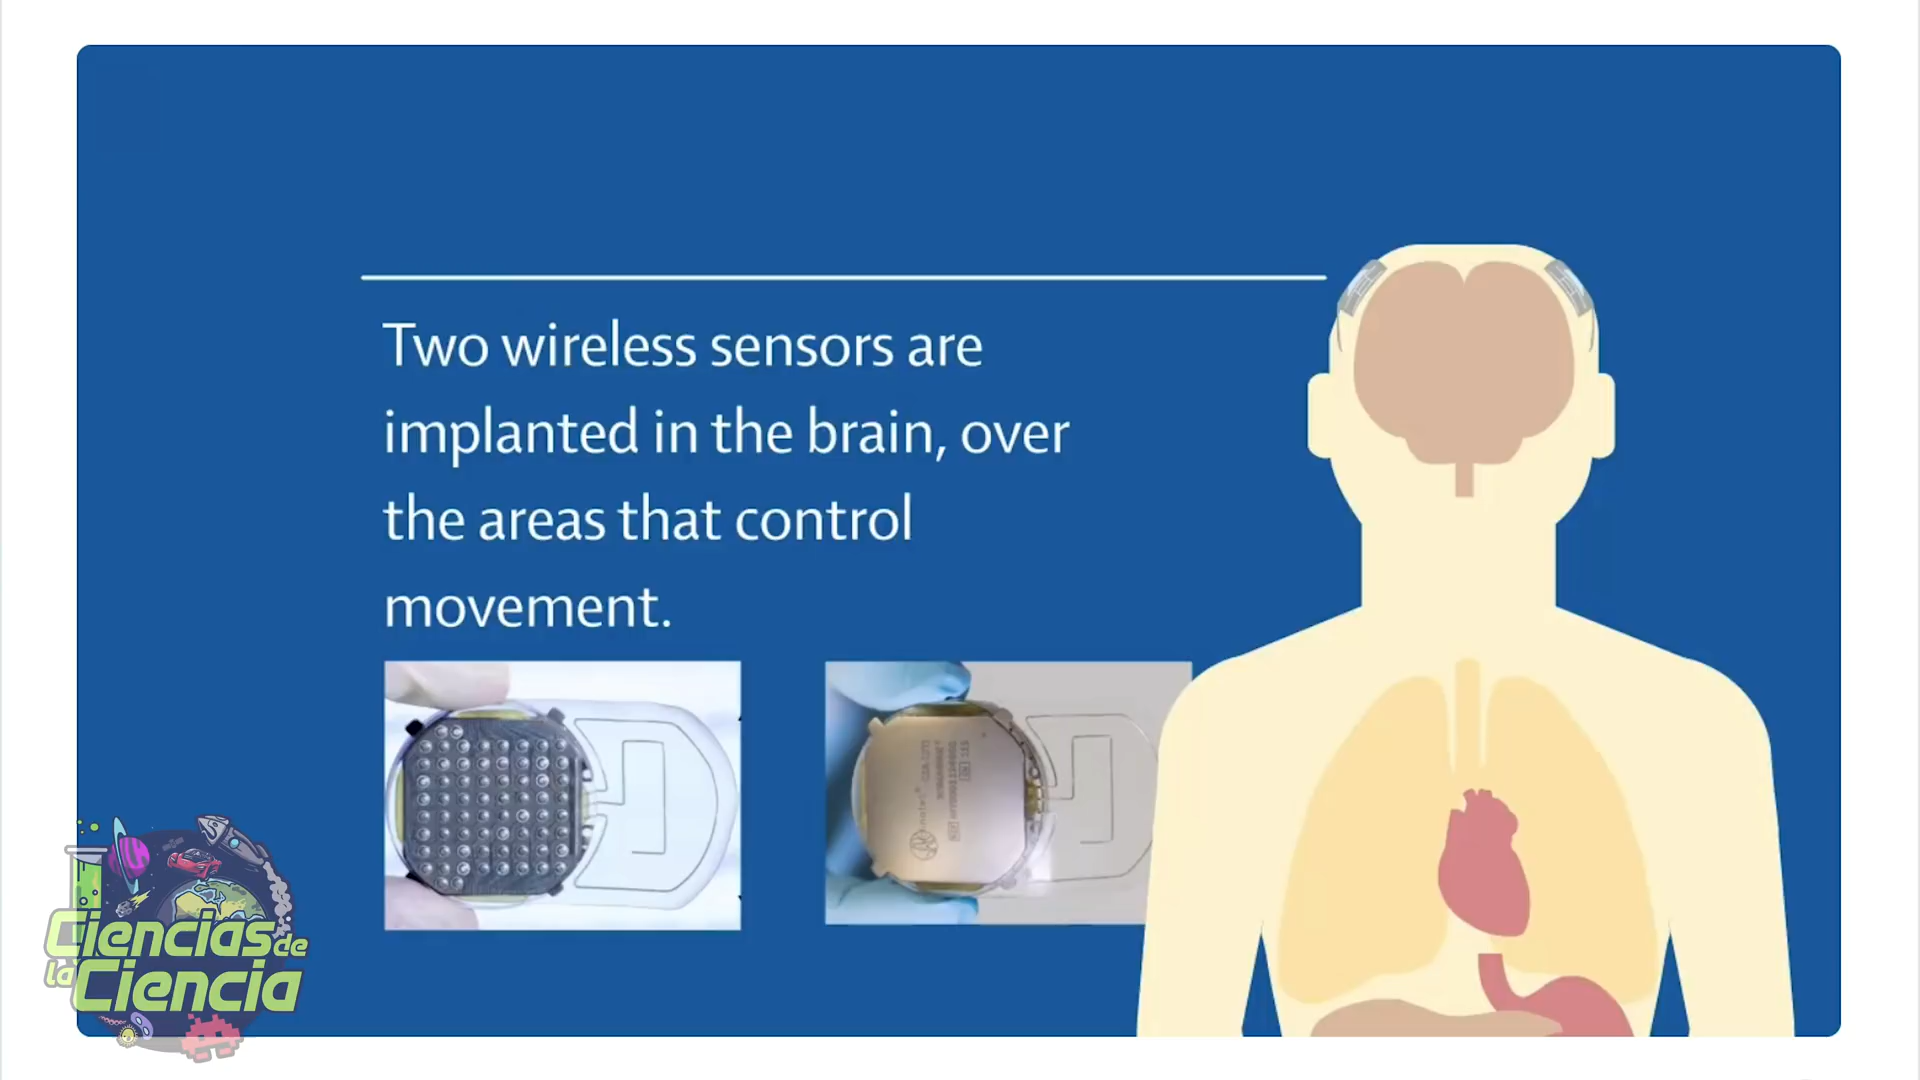 Two wireless sensors are
implanted in the brain, over
the areas that control
movement.
Ciencias de
la Ciencia